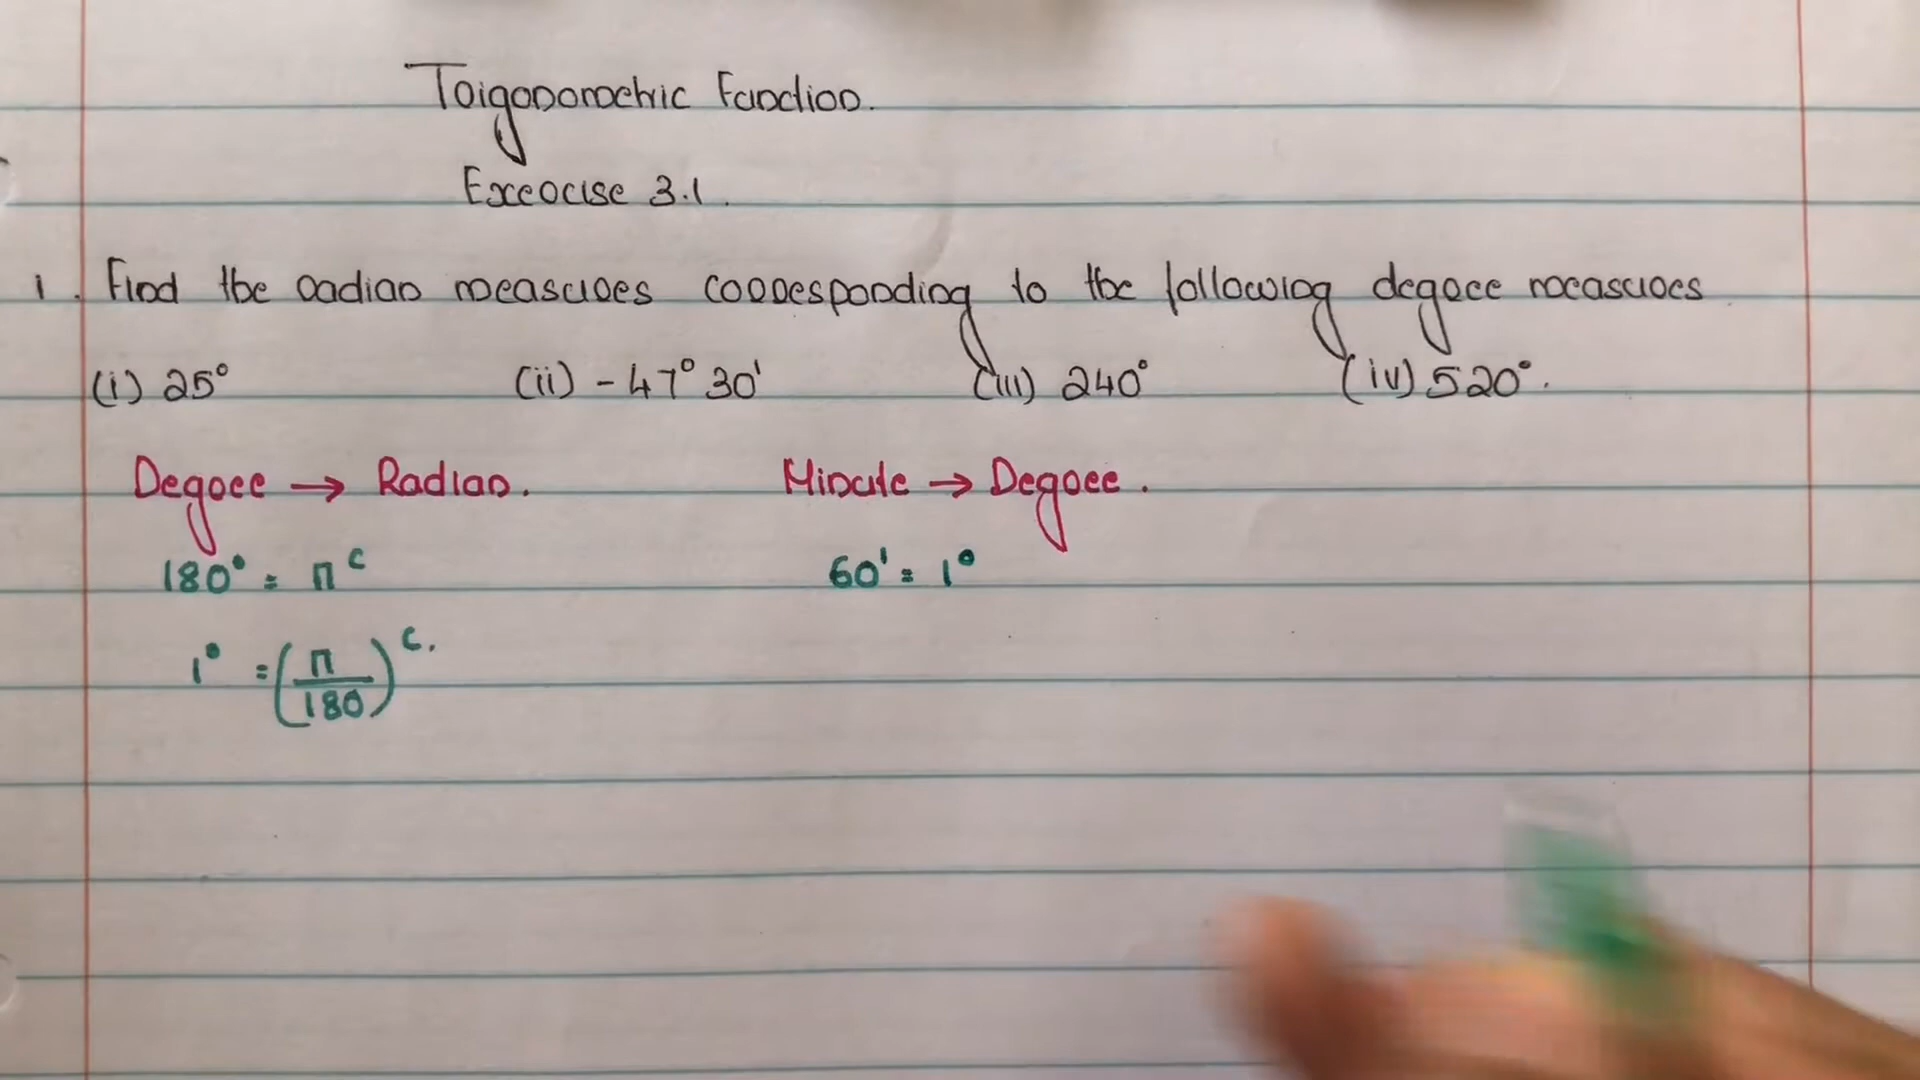 Trigonometric Function.
Exercise 3.1.
1. Find the radian measures corresponding to the following degree measures
(i) 25° (ii) -47° 30' (iii) 240° (iv) 520°.
Degree → Radian. Minute → Degree.
180° = π^c 60' = 1°
1° = (π/180)^c.